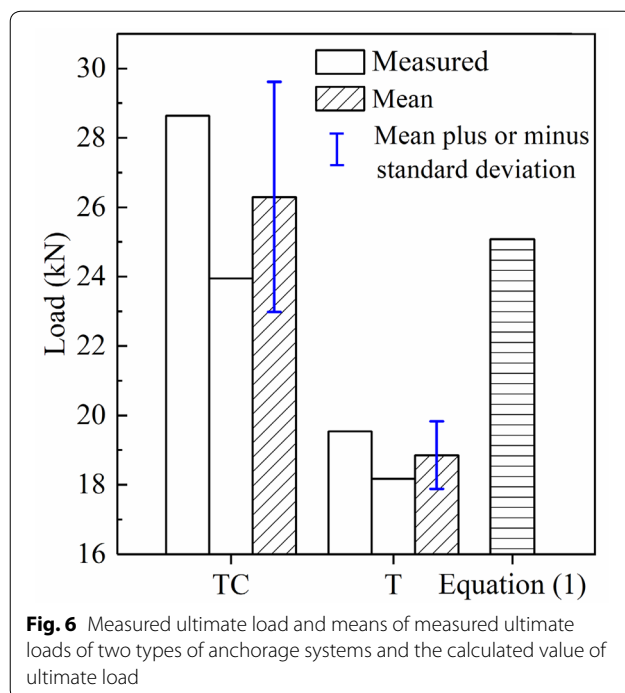 30
28
26
24
22
20
18
16
Load (kN)
Measured
Mean
Mean plus or minus
standard deviation
TC
T
Equation (1)
Fig. 6 Measured ultimate load and means of measured ultimate
loads of two types of anchorage systems and the calculated value of
ultimate load